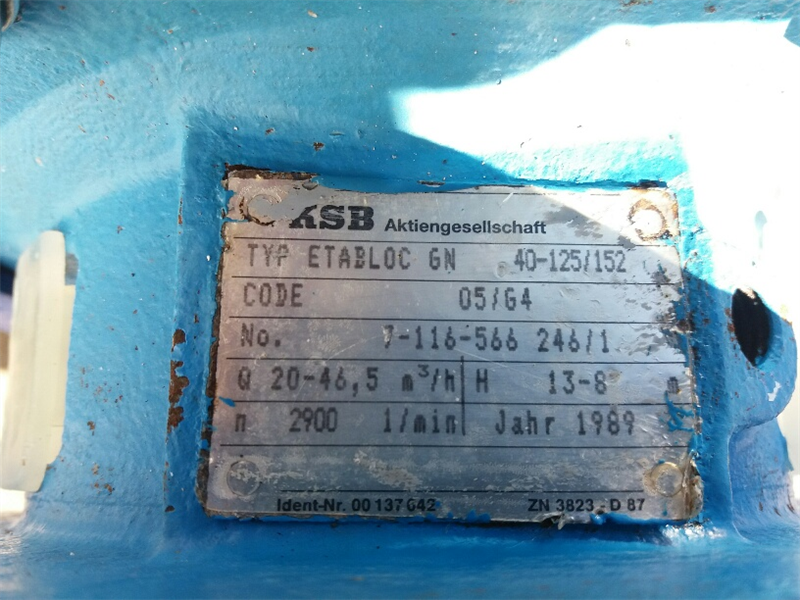 KSB Aktiengesellschaft
TYP ETABLOC GN 40-125/152
CODE 05/G4
No. 7-116-566 246/1
Q 20-46,5 m³/h H 13-8 m
n 2900 1/min Jahr 1989
Ident-Nr. 00 137 642 ZN 3823 - D 87